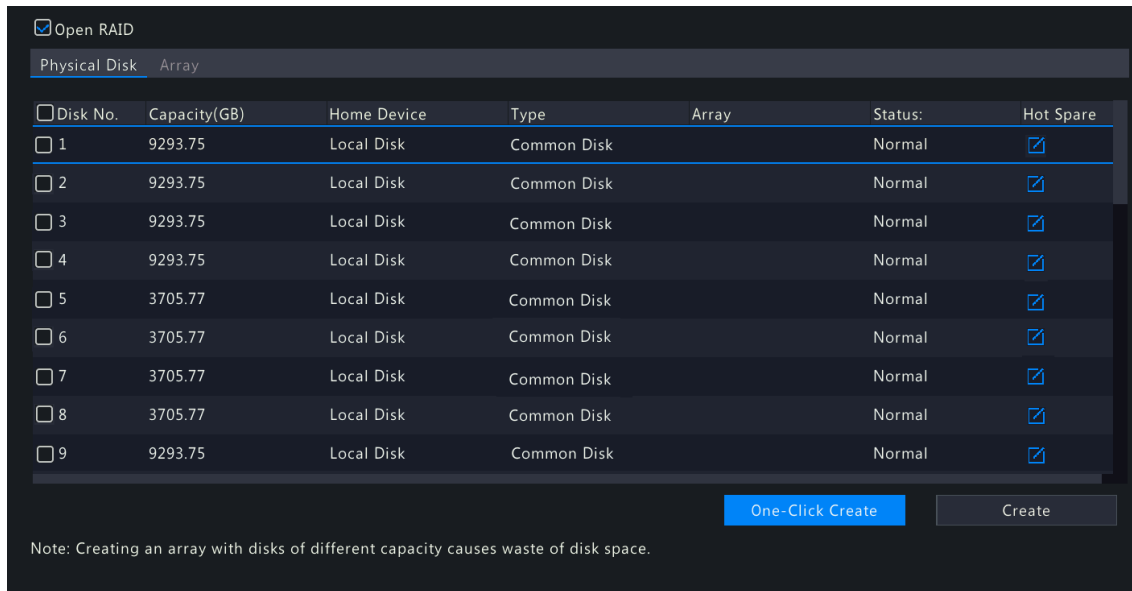 Open RAID
Physical Disk Array
Disk No. Capacity(GB) Home Device Type Array Status: Hot Spare
1 9293.75 Local Disk Common Disk Normal
2 9293.75 Local Disk Common Disk Normal
3 9293.75 Local Disk Common Disk Normal
4 9293.75 Local Disk Common Disk Normal
5 3705.77 Local Disk Common Disk Normal
6 3705.77 Local Disk Common Disk Normal
7 3705.77 Local Disk Common Disk Normal
8 3705.77 Local Disk Common Disk Normal
9 9293.75 Local Disk Common Disk Normal
One-Click Create Create
Note: Creating an array with disks of different capacity causes waste of disk space.